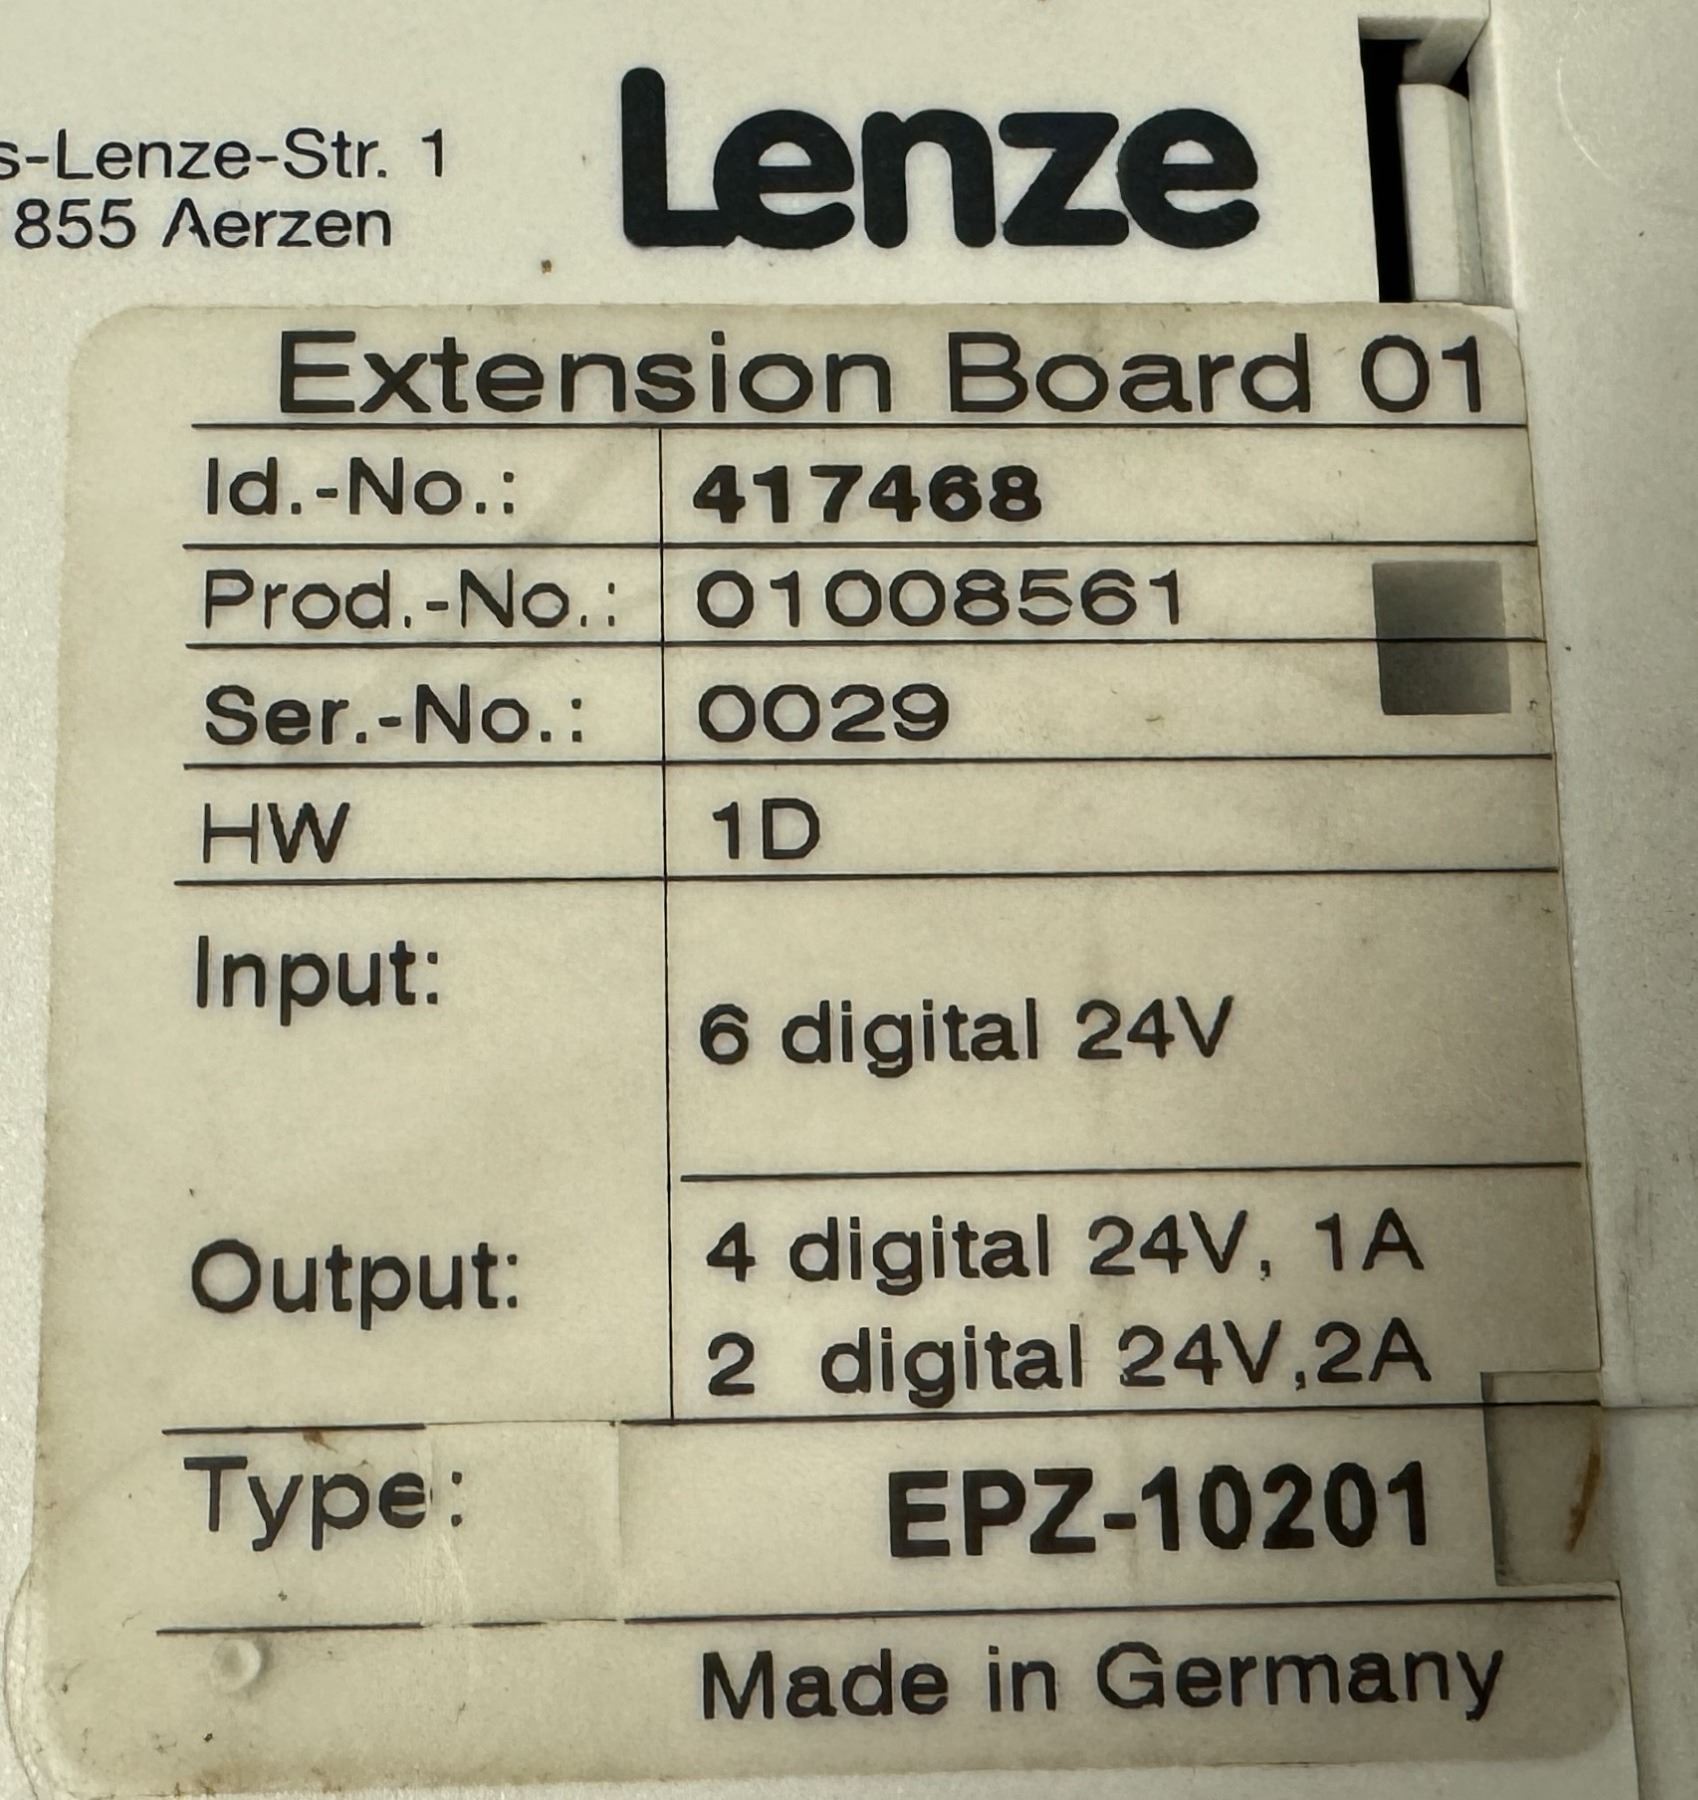 s-Lenze-Str. 1
855 Aerzen
Lenze
Extension Board 01
Id.-No.: 417468
Prod.-No.: 01008561
Ser.-No.: 0029
HW 1D
Input: 6 digital 24V
Output: 4 digital 24V, 1A
2 digital 24V,2A
Type: EPZ-10201
Made in Germany